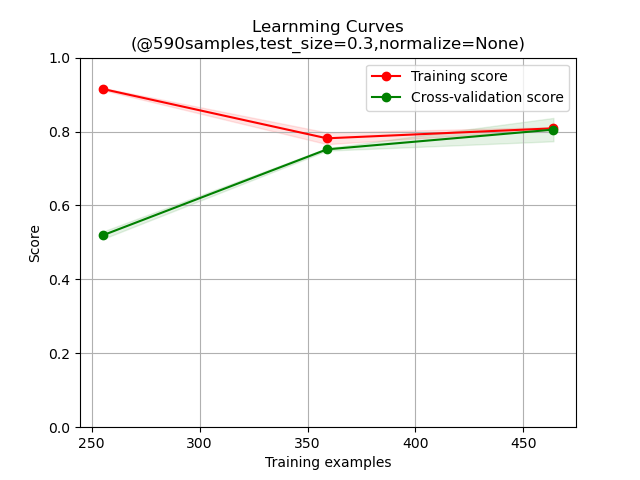 Learnming Curves
(@590samples,test_size=0.3,normalize=None)
Training score
Cross-validation score
1.0
0.8
0.6
0.4
0.2
0.0
Score
250 300 350 400 450
Training examples